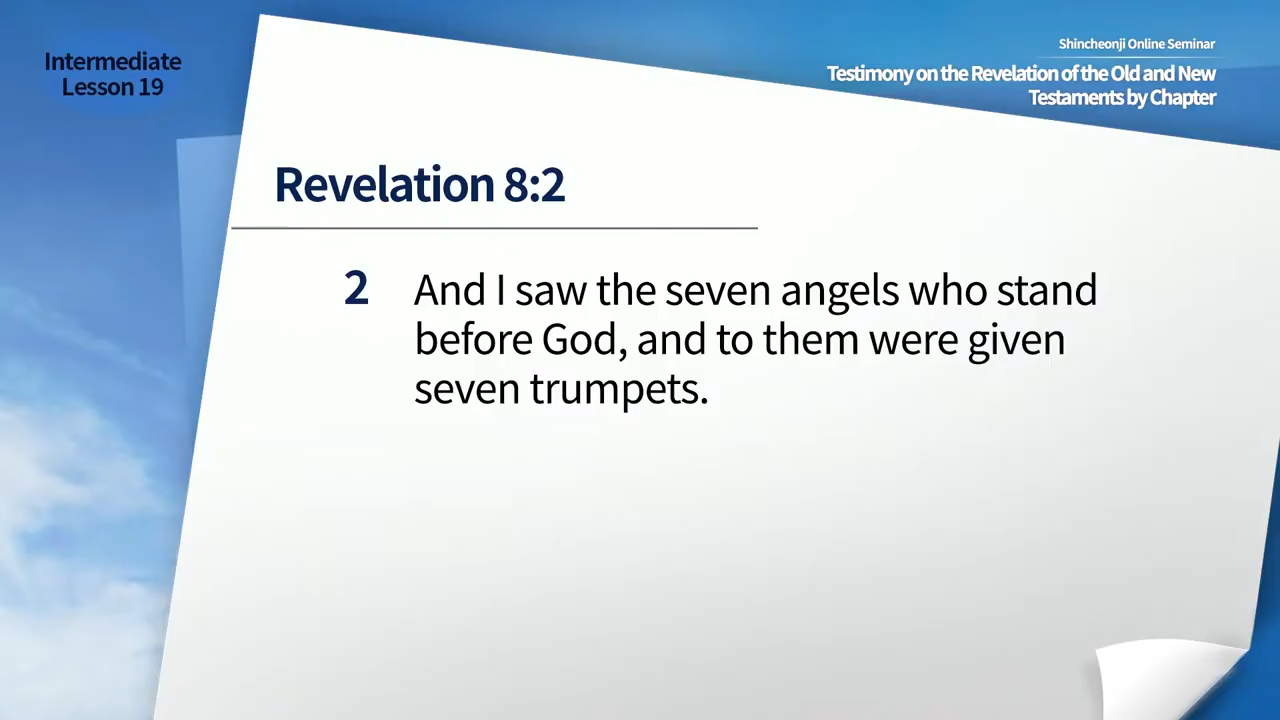 Intermediate
Lesson 19
Shincheonji Online Seminar
Testimony on the Revelation of the Old and New
Testaments by Chapter
Revelation 8:2
2 And I saw the seven angels who stand
before God, and to them were given
seven trumpets.